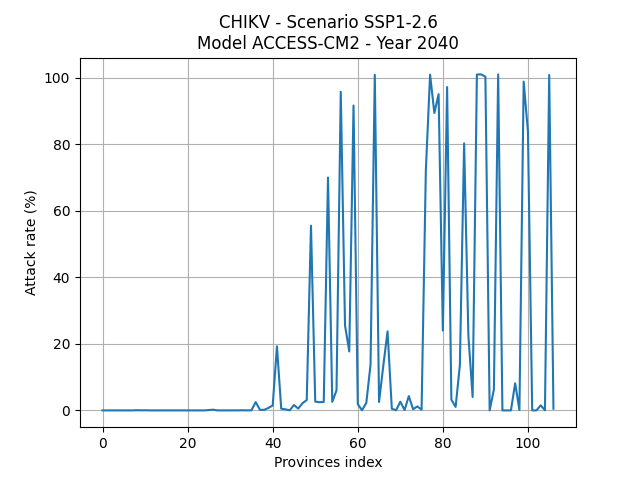 CHIKV - Scenario SSP1-2.6
Model ACCESS-CM2 - Year 2040
100
80
60
40
20
0
Attack rate (%)
0 20 40 60 80 100
Provinces index